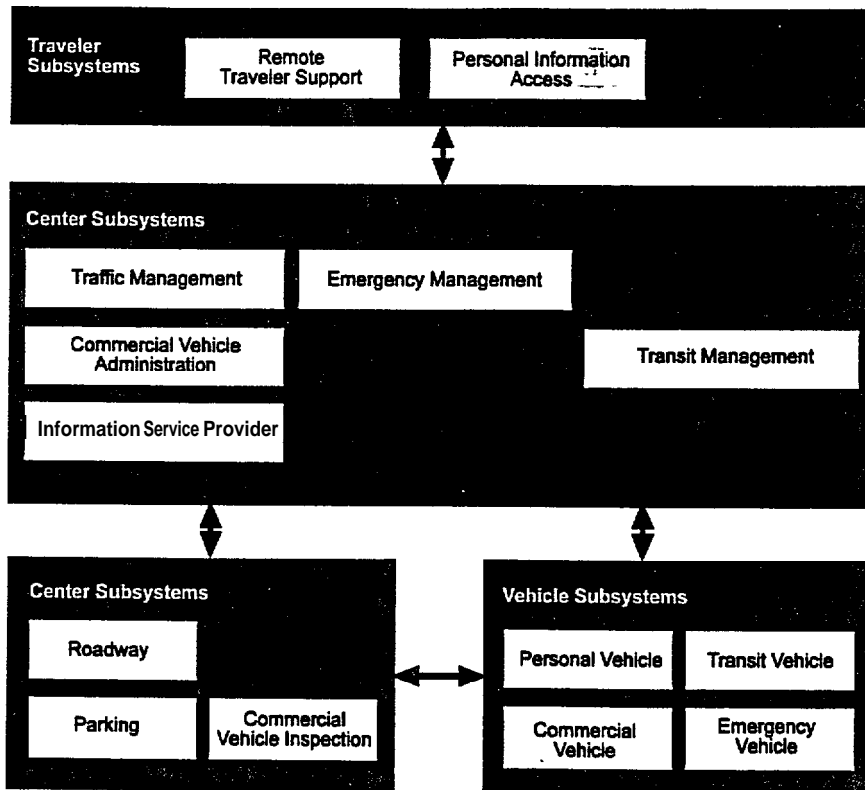 Traveler
Subsystems
Remote
Traveler Support
Personal Information
Access
Center Subsystems
Traffic Management
Emergency Management
Commercial Vehicle
Administration
Transit Management
Information Service Provider
Center Subsystems
Roadway
Parking
Commercial
Vehicle Inspection
Vehicle Subsystems
Personal Vehicle
Transit Vehicle
Commercial
Vehicle
Emergency
Vehicle